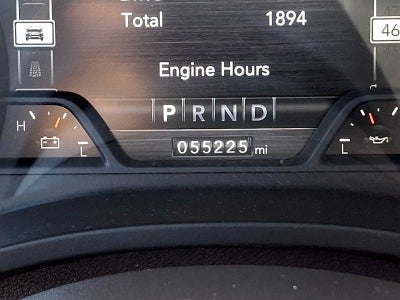 Total 1894
46
Engine Hours
P R N D
H L 055225 mi L